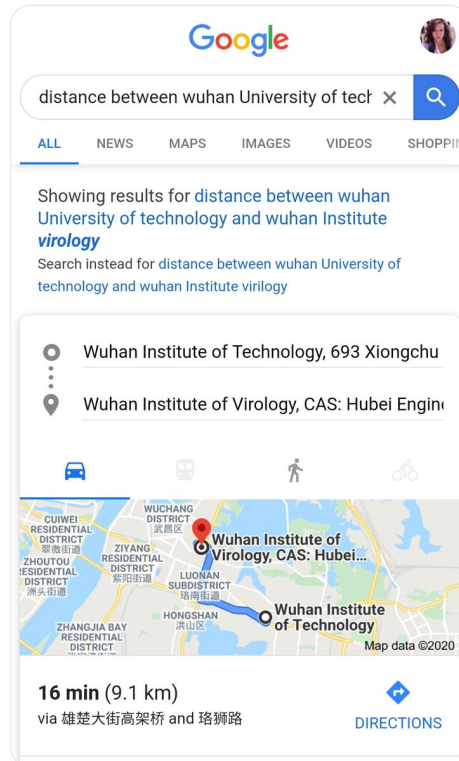 Google
distance between wuhan University of tech
ALL NEWS MAPS IMAGES VIDEOS SHOPPIN
Showing results for distance between wuhan
University of technology and wuhan Institute
virology
Search instead for distance between wuhan University of
technology and wuhan Institute virilogy
Wuhan Institute of Technology, 693 Xiongchu
Wuhan Institute of Virology, CAS: Hubei Engine
WUCHANG
DISTRICT
武昌区
CUIWEI
RESIDENTIAL
DISTRICT
翠微街道
ZHOUTOU
RESIDENTIAL
DISTRICT
洲头街道
ZIYANG
RESIDENTIAL
DISTRICT
紫阳街道
Wuhan Institute of
Virology, CAS: Hubei...
LUONAN
SUBDISTRICT
珞南街道
HONGSHAN
洪山区
Wuhan Institute
of Technology
ZHANGJIA BAY
RESIDENTIAL
DISTRICT
Map data ©2020
16 min (9.1 km)
via 雄楚大街高架桥 and 珞狮路
DIRECTIONS